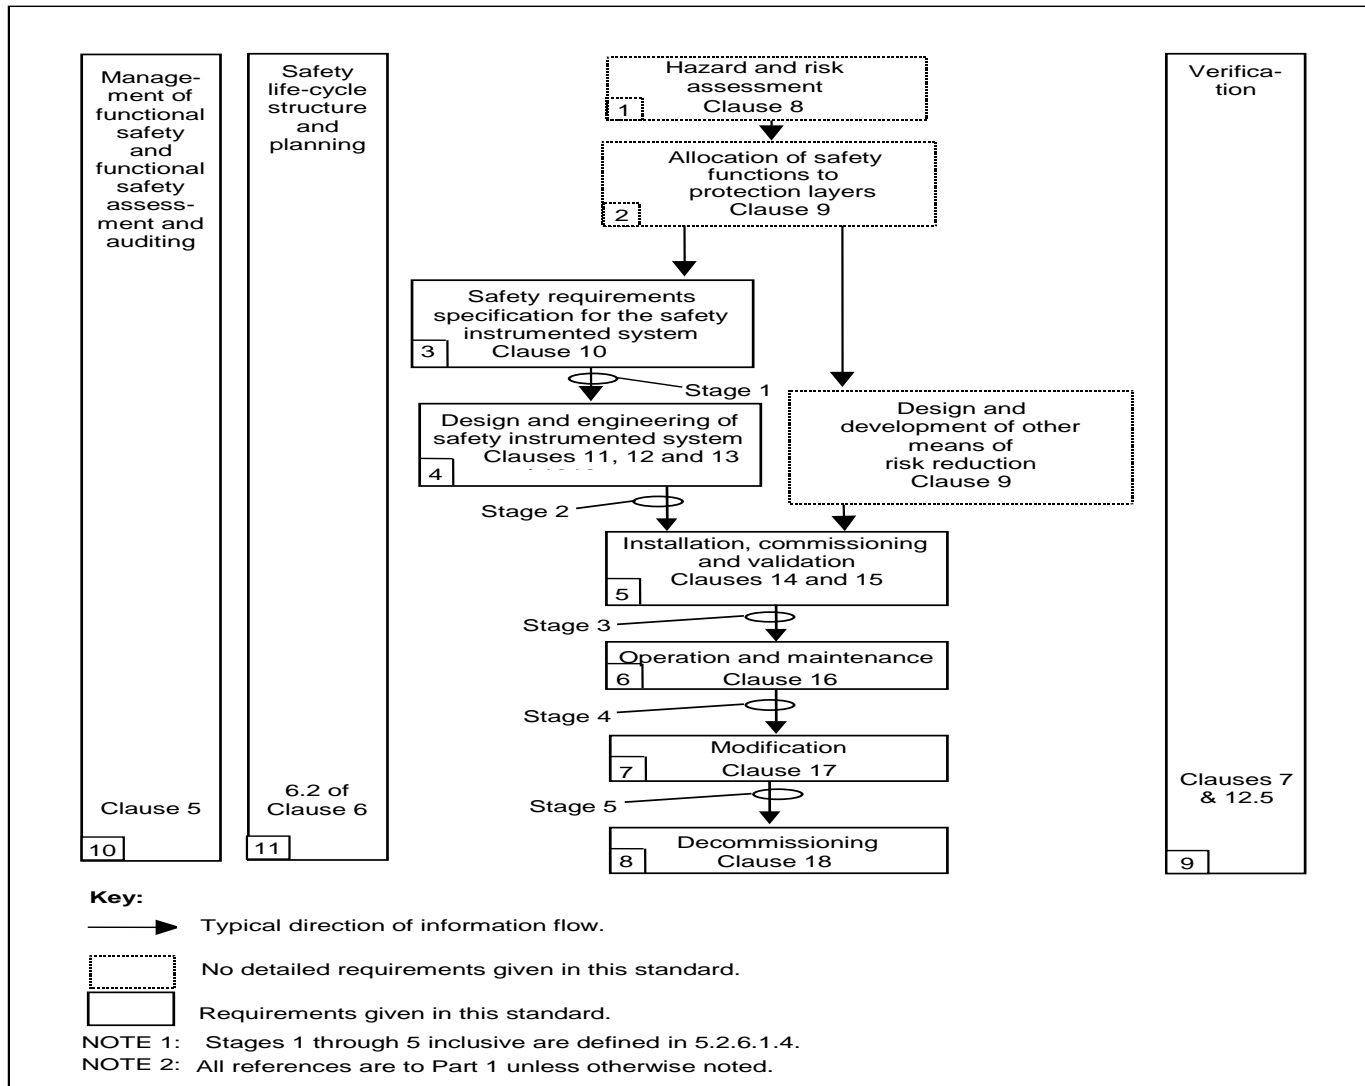 Manage-
ment of
functional
safety
and
functional
safety
assess-
ment and
auditing
Clause 5
10
Safety
life-cycle
structure
and
planning
6.2 of
Clause 6
11
Hazard and risk
assessment
Clause 8
1
Allocation of safety
functions to
protection layers
Clause 9
2
Safety requirements
specification for the safety
instrumented system
Clause 10
3
Stage 1
Design and engineering of
safety instrumented system
Clauses 11, 12 and 13
4
Design and
development of other
means of
risk reduction
Clause 9
Stage 2
Installation, commissioning
and validation
Clauses 14 and 15
5
Stage 3
Operation and maintenance
Clause 16
6
Stage 4
Modification
Clause 17
7
Stage 5
Decommissioning
Clause 18
8
Verifica-
tion
Clauses 7
& 12.5
9
Key:
Typical direction of information flow.
No detailed requirements given in this standard.
Requirements given in this standard.
NOTE 1: Stages 1 through 5 inclusive are defined in 5.2.6.1.4.
NOTE 2: All references are to Part 1 unless otherwise noted.